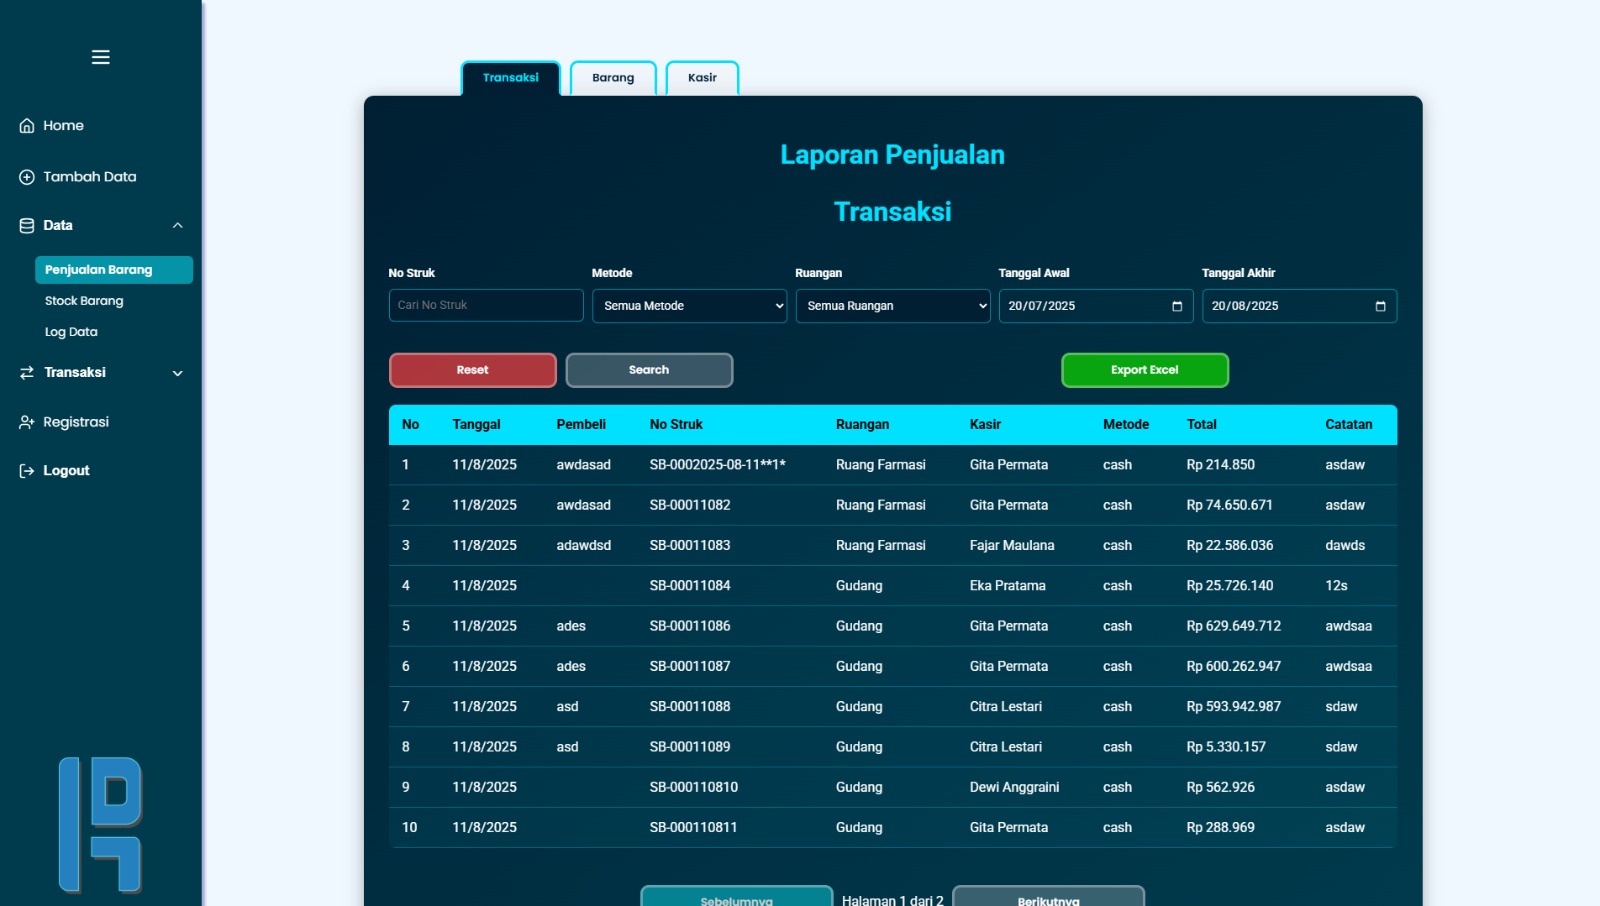 Home
Tambah Data
Data
Penjualan Barang
Stock Barang
Log Data
Transaksi
Registrasi
Logout
Transaksi Barang Kasir
Laporan Penjualan
Transaksi
No Struk Metode Ruangan Tanggal Awal Tanggal Akhir
Cari No Struk Semua Metode Semua Ruangan 20/07/2025 20/08/2025
Reset Search Export Excel
No Tanggal Pembeli No Struk Ruangan Kasir Metode Total Catatan
1 11/8/2025 awdasad SB-0002025-08-11**1* Ruang Farmasi Gita Permata cash Rp 214.850 asdaw
2 11/8/2025 awdasad SB-00011082 Ruang Farmasi Gita Permata cash Rp 74.650.671 asdaw
3 11/8/2025 adawdsd SB-00011083 Ruang Farmasi Fajar Maulana cash Rp 22.586.036 dawds
4 11/8/2025 SB-00011084 Gudang Eka Pratama cash Rp 25.726.140 12s
5 11/8/2025 ades SB-00011086 Gudang Gita Permata cash Rp 629.649.712 awdsaa
6 11/8/2025 ades SB-00011087 Gudang Gita Permata cash Rp 600.262.947 awdsaa
7 11/8/2025 asd SB-00011088 Gudang Citra Lestari cash Rp 593.942.987 sdaw
8 11/8/2025 asd SB-00011089 Gudang Citra Lestari cash Rp 5.330.157 sdaw
9 11/8/2025 SB-000110810 Gudang Dewi Anggraini cash Rp 562.926 asdaw
10 11/8/2025 SB-000110811 Gudang Gita Permata cash Rp 288.969 asdaw
Sebelumnya Halaman 1 dari 2 Berikutnya